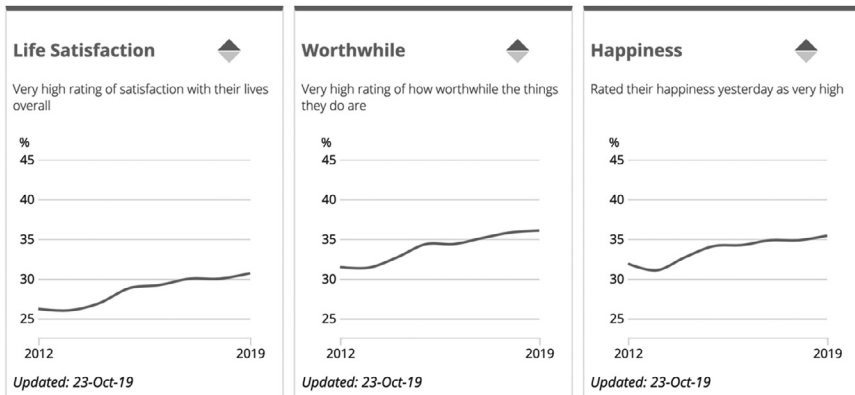 Life Satisfaction
Very high rating of satisfaction with their lives
overall
%
45
40
35
30
25
2012 2019
Updated: 23-Oct-19
Worthwhile
Very high rating of how worthwhile the things
they do are
%
45
40
35
30
25
2012 2019
Updated: 23-Oct-19
Happiness
Rated their happiness yesterday as very high
%
45
40
35
30
25
2012 2019
Updated: 23-Oct-19